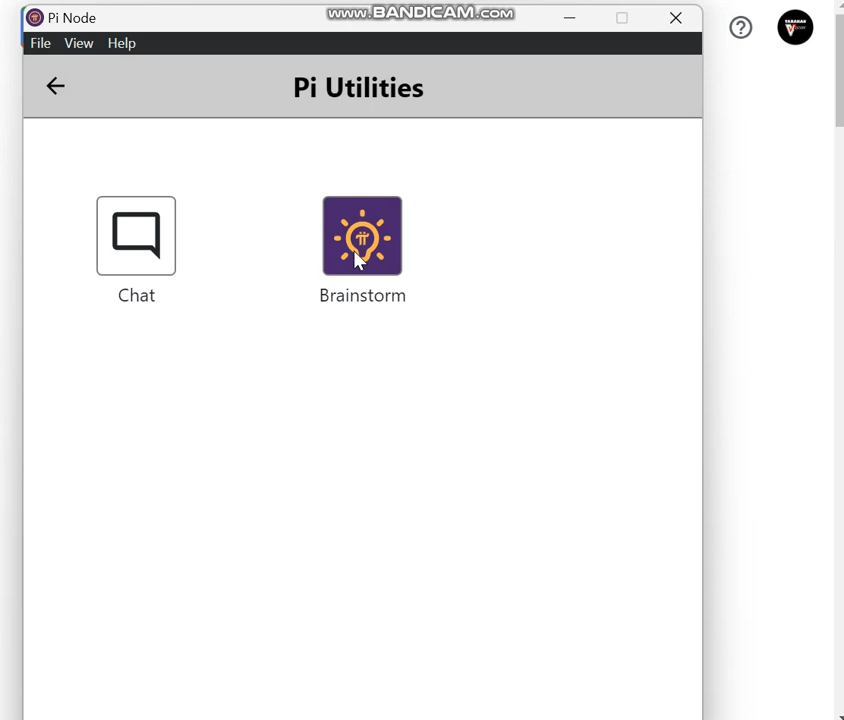 Pi Node
www.BANDICAM.com
File View Help
Pi Utilities
Chat
Brainstorm